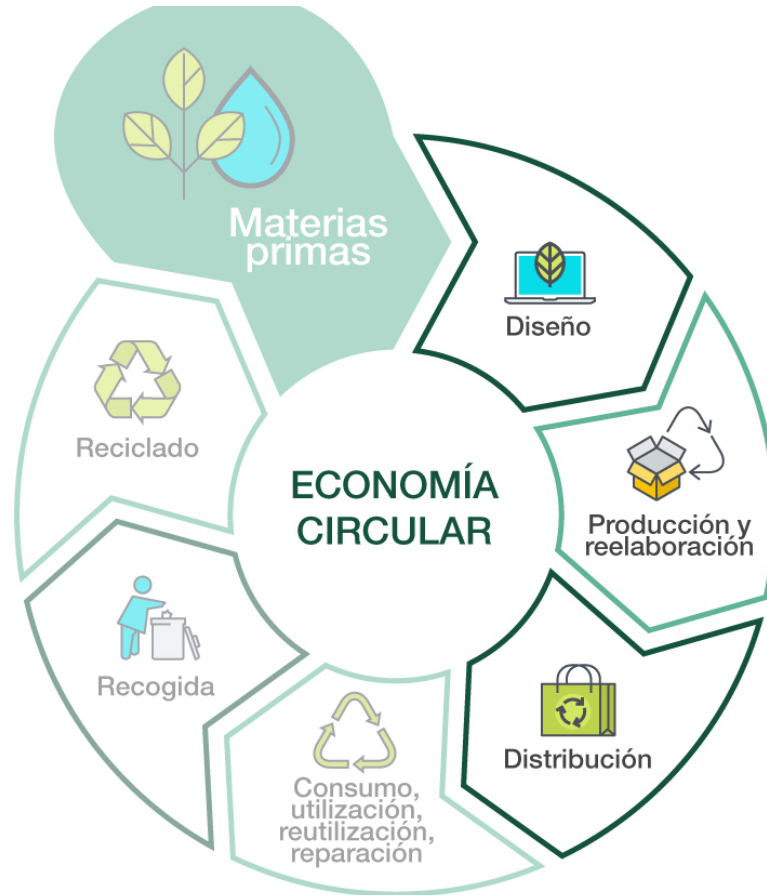 Materias
primas
Diseño
Producción y
reelaboración
Distribución
Consumo,
utilización,
reutilización,
reparación
Recogida
Reciclado
ECONOMÍA
CIRCULAR